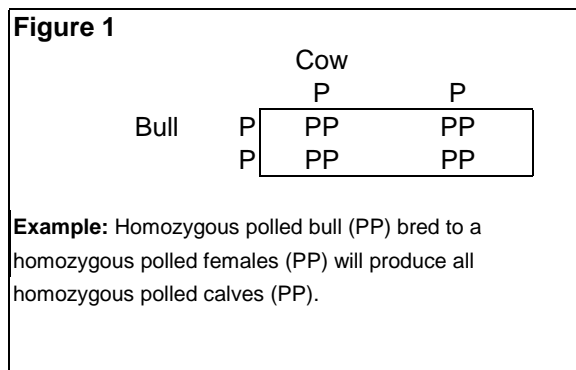 Figure 1
Cow
P P
Bull P PP PP
P PP PP
Example: Homozygous polled bull (PP) bred to a
homozygous polled females (PP) will produce all
homozygous polled calves (PP).